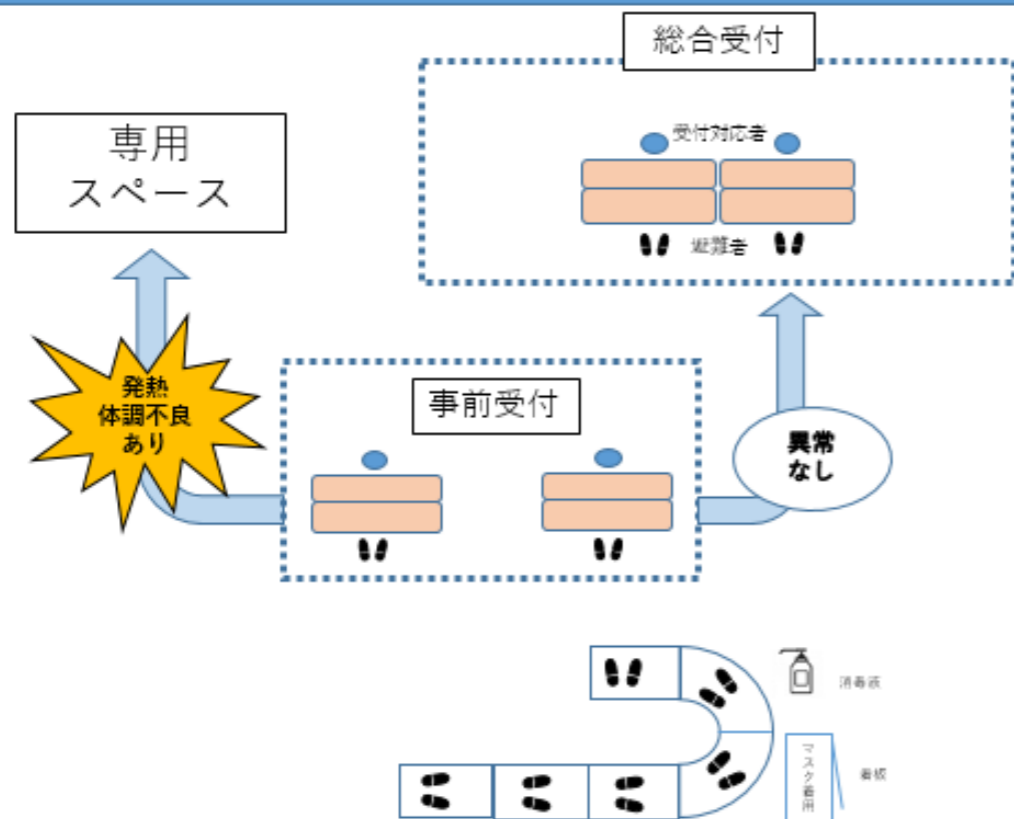 総合受付
専用
スペース
受付対応者
避難者
発熱
体調不良
あり
事前受付
異常
なし
消毒液
マスク着用
看板